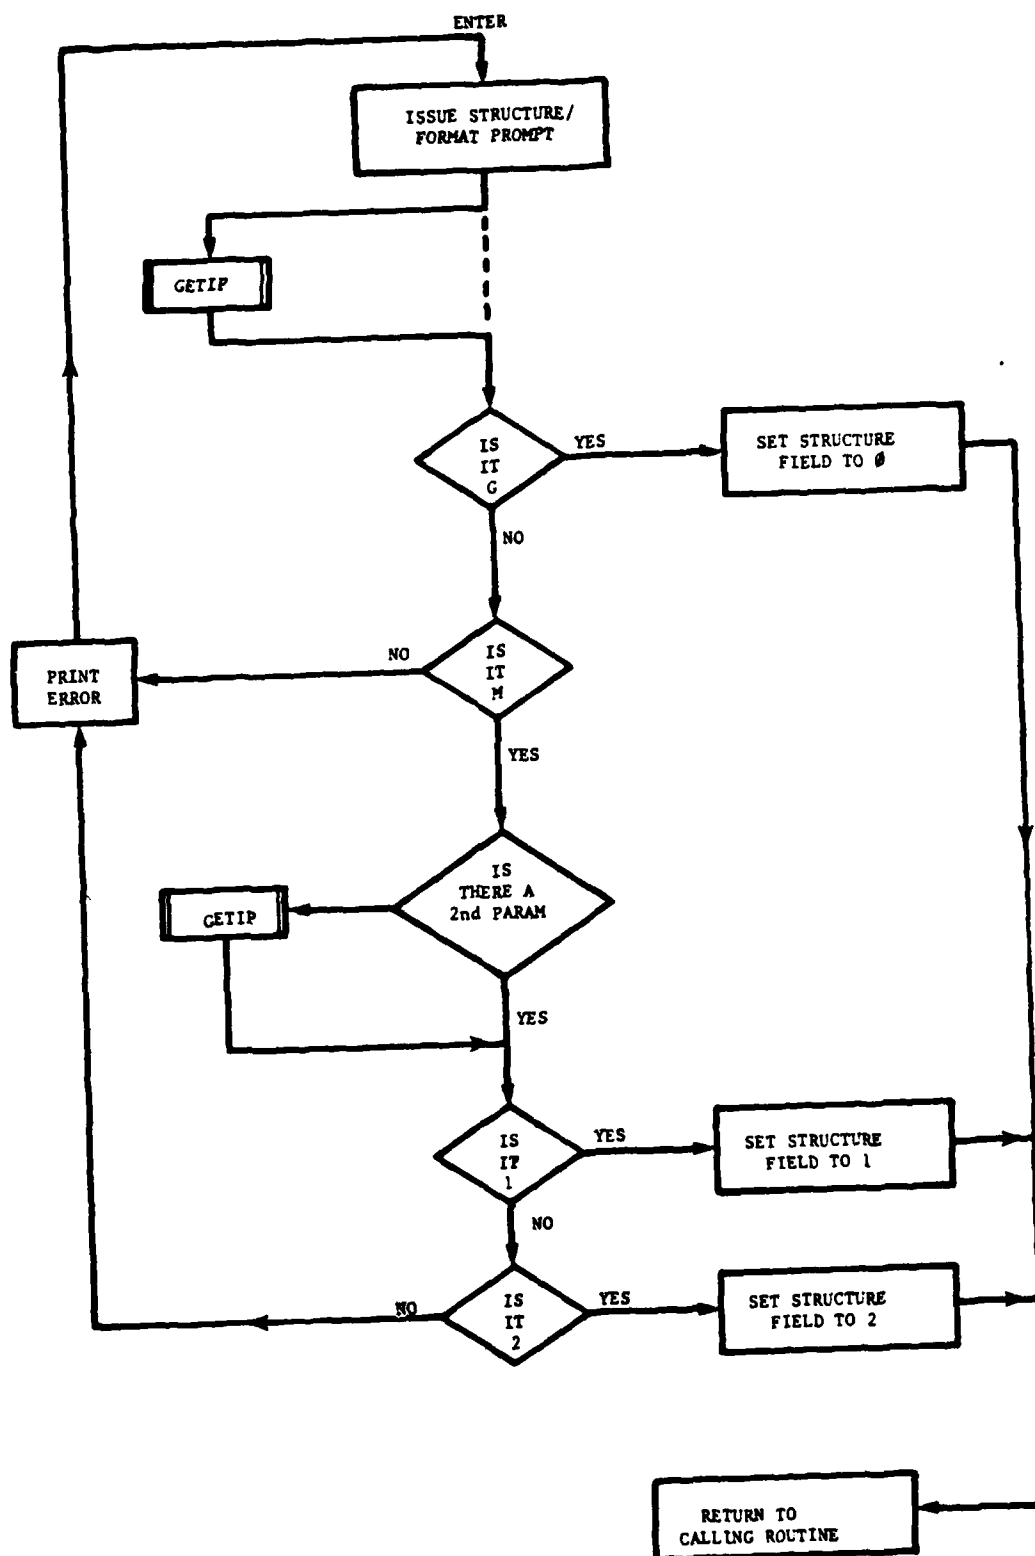 ENTER
ISSUE STRUCTURE/
FORMAT PROMPT
GETIP
IS
IT
G
YES
SET STRUCTURE
FIELD TO Ø
NO
IS
IT
M
NO
PRINT
ERROR
YES
IS
THERE A
2nd PARAM
GETIP
YES
IS
IT
1
YES
SET STRUCTURE
FIELD TO 1
NO
IS
IT
2
NO
YES
SET STRUCTURE
FIELD TO 2
RETURN TO
CALLING ROUTINE